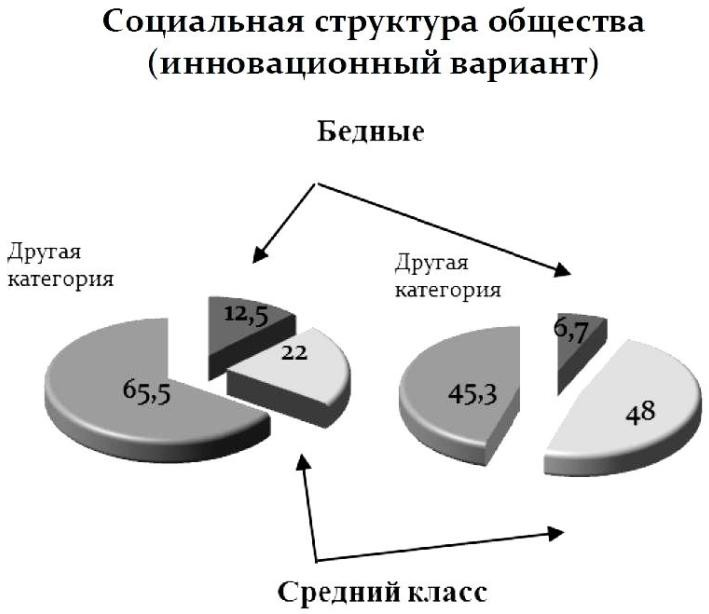 Социальная структура общества
(инновационный вариант)
Бедные
Другая
категория
Другая
категория
12,5
22
65,5
6,7
45,3
48
Средний класс